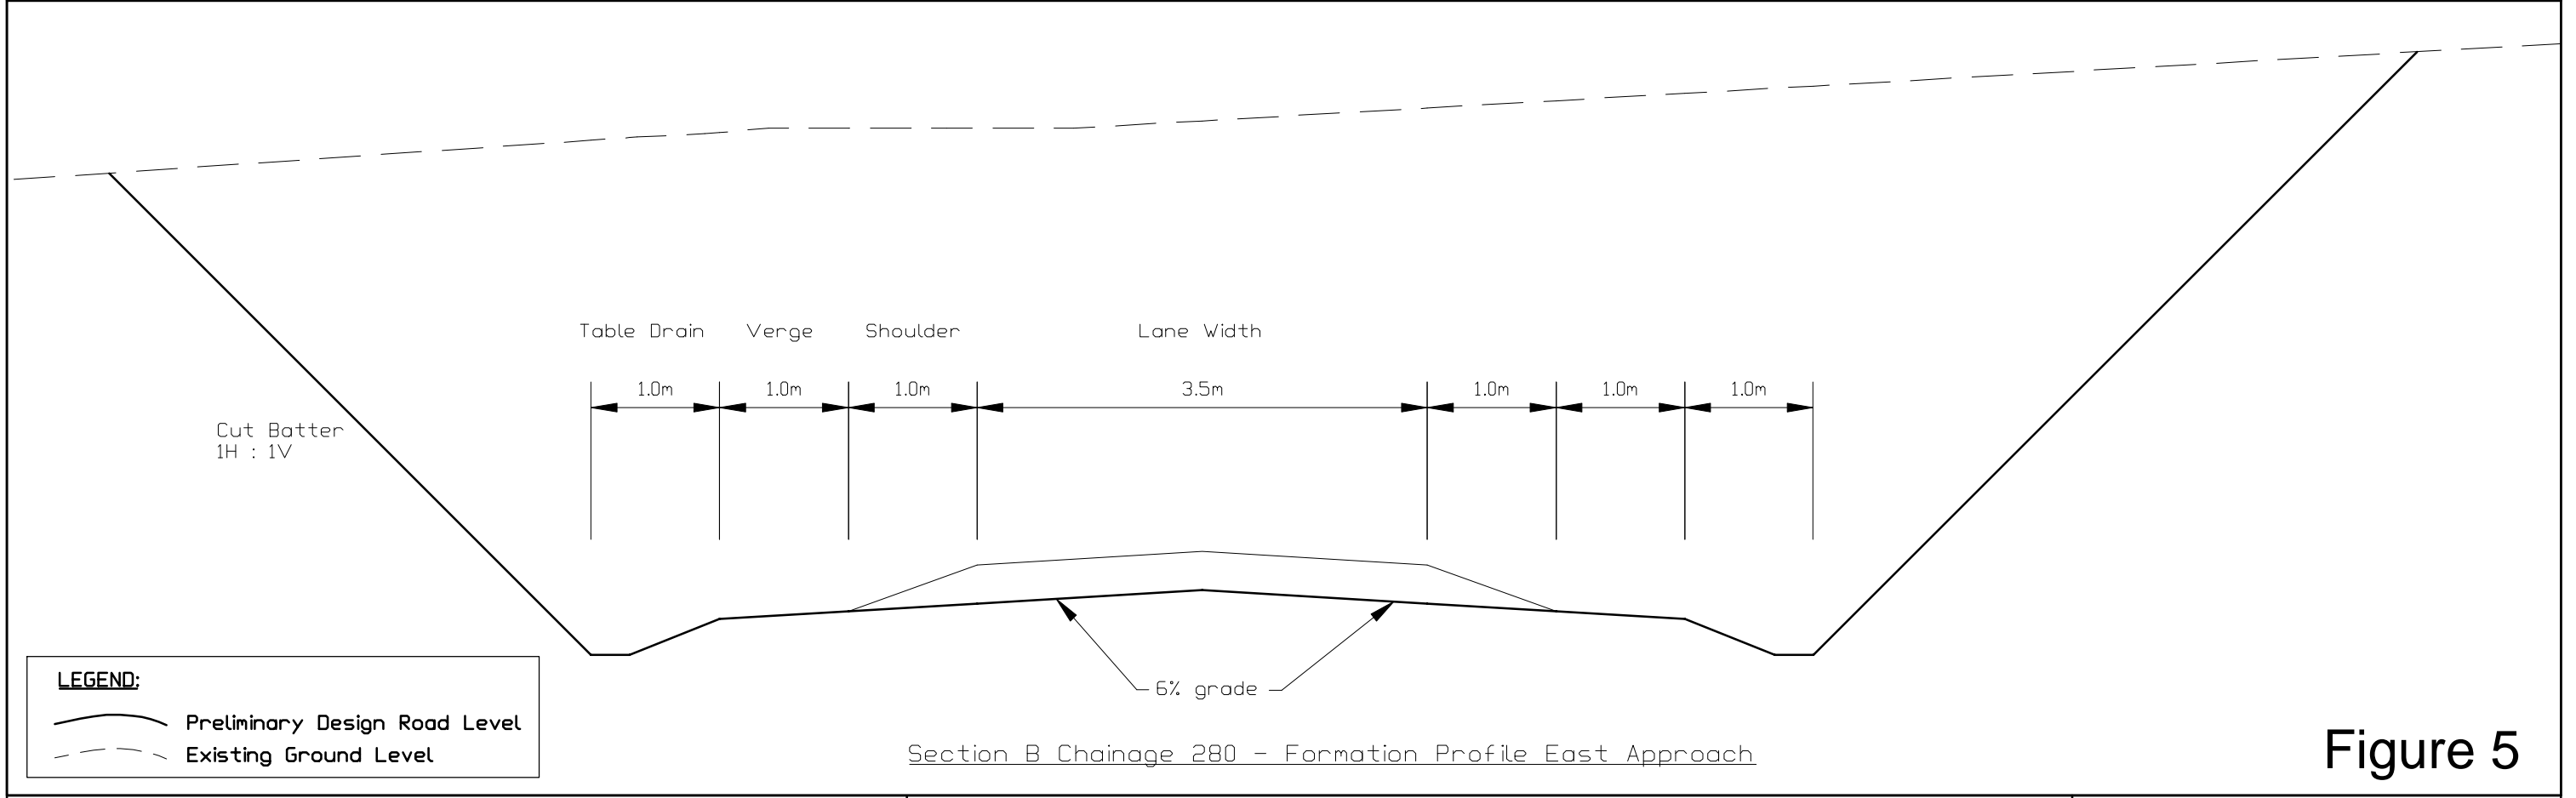 Table Drain Verge Shoulder Lane Width
1.0m 1.0m 1.0m 3.5m 1.0m 1.0m 1.0m
Cut Batter
1H : 1V
6% grade
LEGEND:
Preliminary Design Road Level
Existing Ground Level
Section B Chainage 280 - Formation Profile East Approach
Figure 5